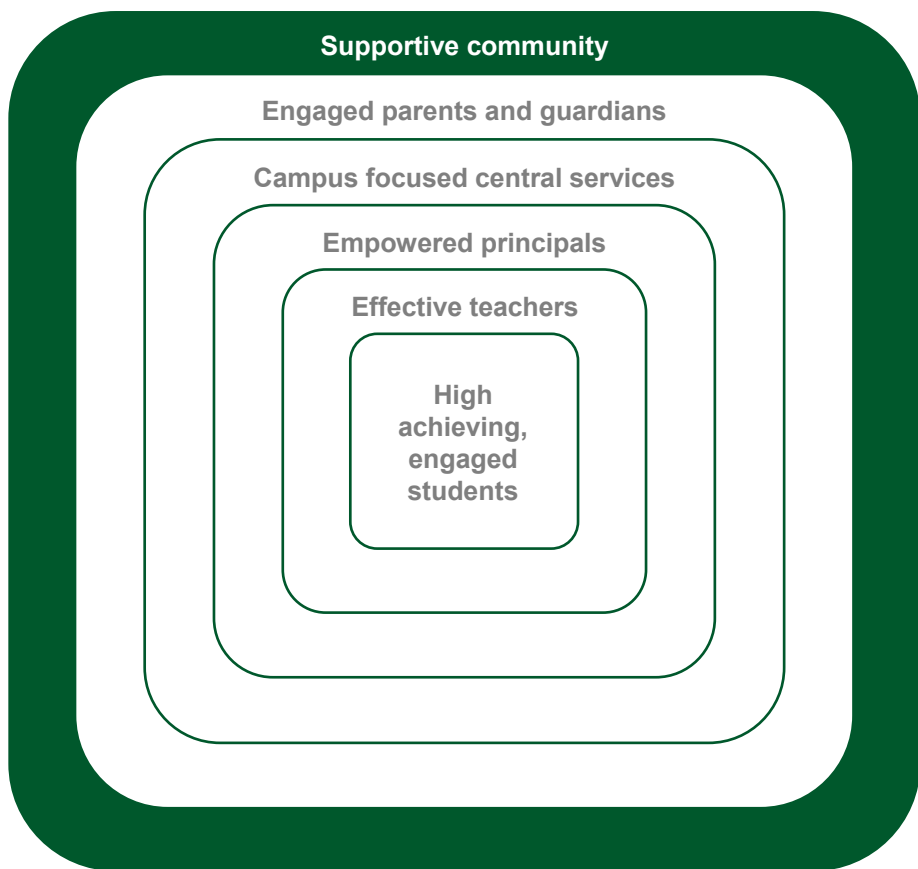 Supportive community
Engaged parents and guardians
Campus focused central services
Empowered principals
Effective teachers
High
achieving,
engaged
students